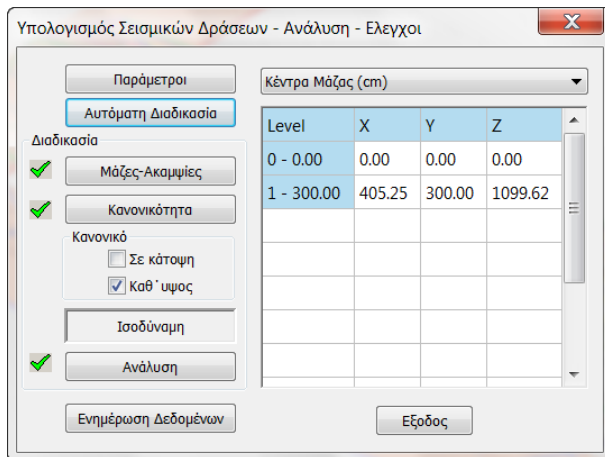 Υπολογισμός Σεισμικών Δράσεων - Ανάλυση - Ελεγχοι
Παράμετροι
Αυτόματη Διαδικασία
Διαδικασία
Μάζες-Ακαμψίες
Κανονικότητα
Κανονικό
Σε κάτοψη
Καθ΄υψος
Ισοδύναμη
Ανάλυση
Ενημέρωση Δεδομένων
Κέντρα Μάζας (cm)
Level X Y Z
0 - 0.00 0.00 0.00 0.00
1 - 300.00 405.25 300.00 1099.62
Εξοδος